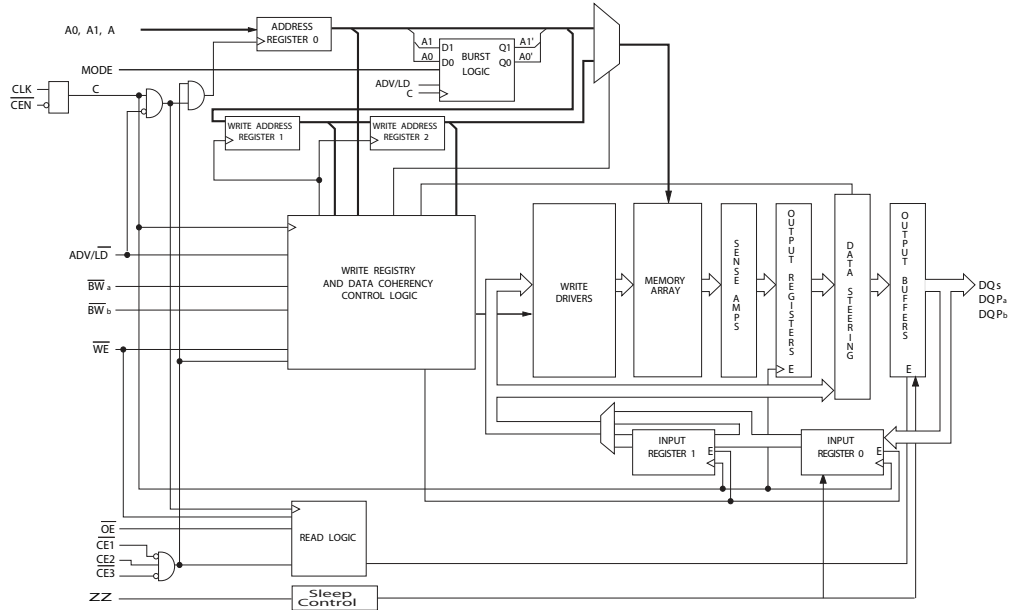 A0, A1, A
ADDRESS
REGISTER 0
A1
A0
D1
D0
BURST
LOGIC
Q1
Q0
A1'
A0'
MODE
ADV/LD
C
CLK
CEN
C
WRITE ADDRESS
REGISTER 1
WRITE ADDRESS
REGISTER 2
ADV/LD
BWa
BWb
WE
WRITE REGISTRY
AND DATA COHERENCY
CONTROL LOGIC
WRITE
DRIVERS
MEMORY
ARRAY
SENSE AMPS
OUTPUT REGISTERS
E
DATA STEERING
OUTPUT BUFFERS
E
DQs
DQPa
DQPb
INPUT
REGISTER 1
E
INPUT
REGISTER 0
E
OE
CE1
CE2
CE3
READ LOGIC
ZZ
Sleep
Control